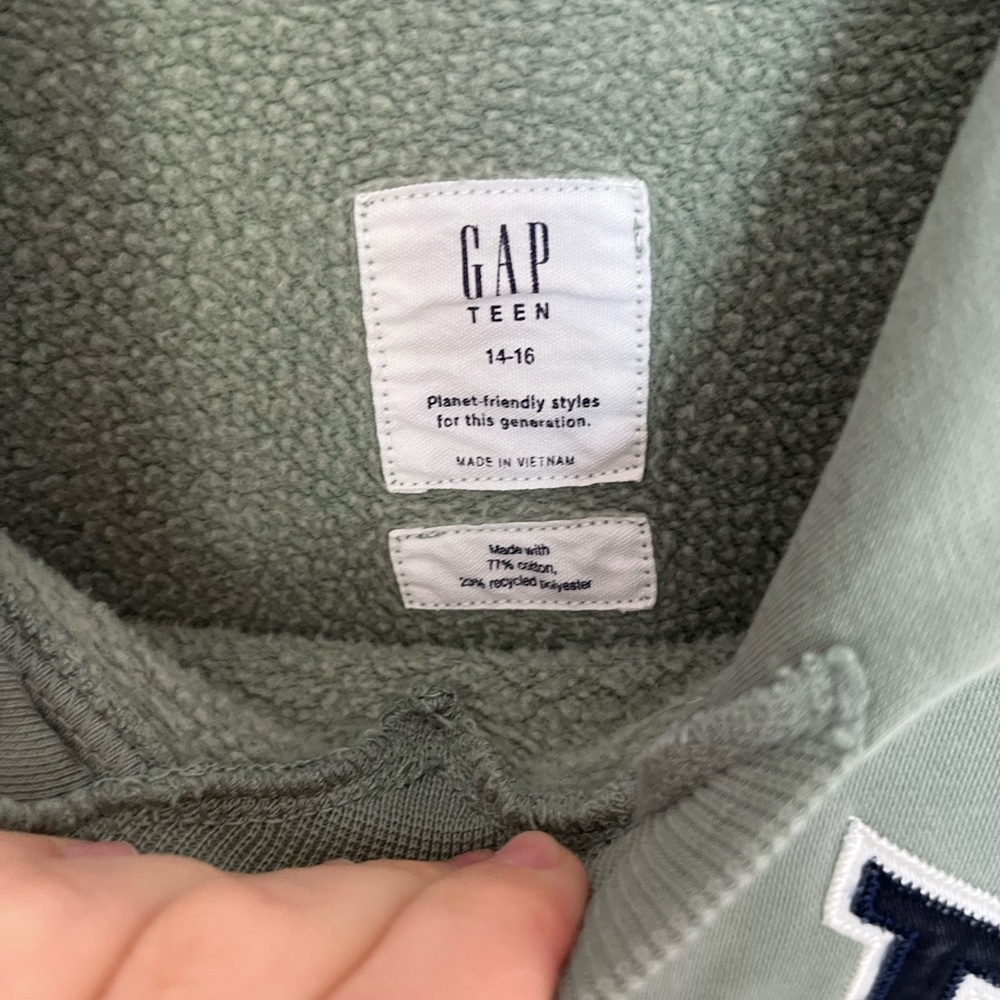 GAP
TEEN
14-16
Planet-friendly styles
for this generation.
MADE IN VIETNAM
Made with
77% cotton,
23% recycled polyester